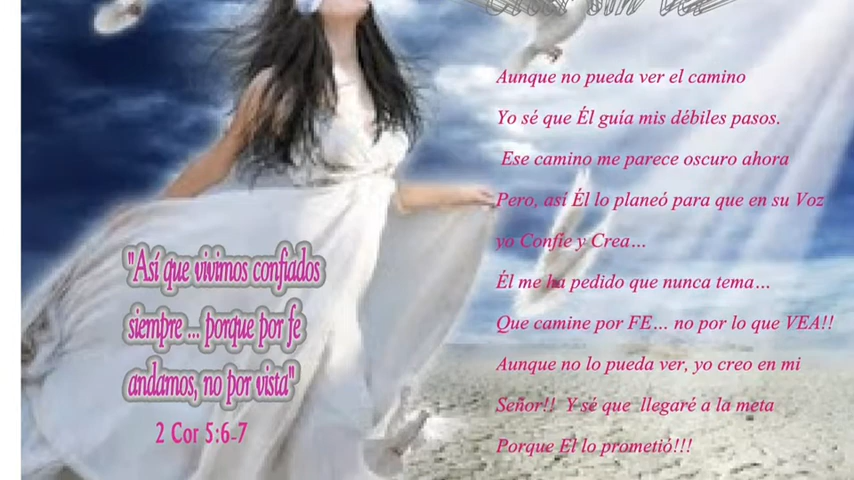 Aunque no pueda ver el camino
Yo sé que Él guía mis débiles pasos.
Ese camino me parece oscuro ahora
Pero, así Él lo planeó para que en su Voz
yo Confíe y Crea...
Él me ha pedido que nunca tema...
Que camine por FE... no por lo que VEA!!
Aunque no lo pueda ver, yo creo en mi
Señor!! Y sé que llegaré a la meta
Porque El lo prometió!!!
"Así que vivimos confiados
siempre ... porque por fe
andamos, no por vista"
2 Cor 5:6-7